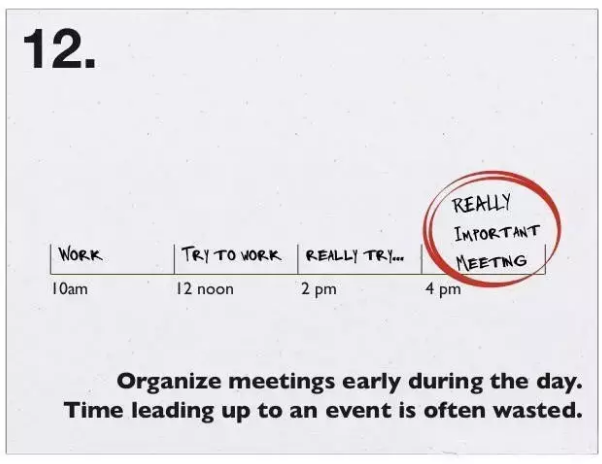 12.
REALLY
IMPORTANT
MEETING
WORK
TRY TO WORK
REALLY TRY...
10am
12 noon
2 pm
4 pm
Organize meetings early during the day.
Time leading up to an event is often wasted.